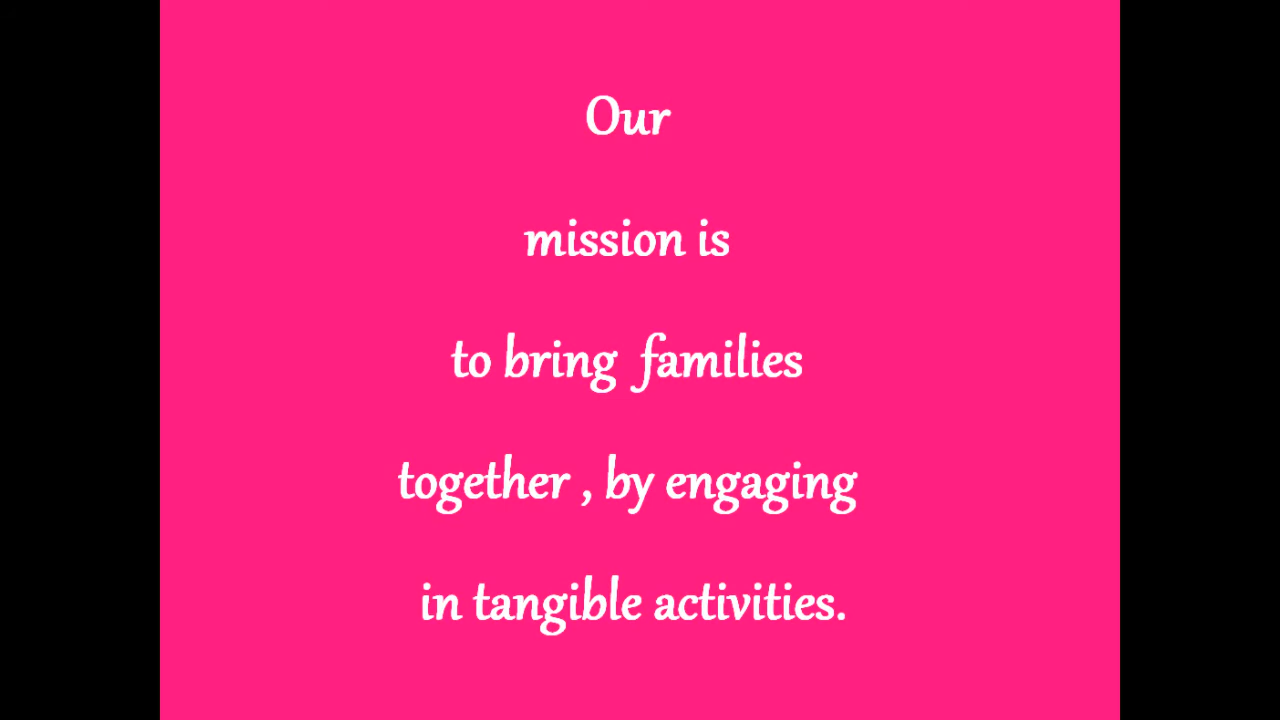 Our
mission is
to bring families
together , by engaging
in tangible activities.